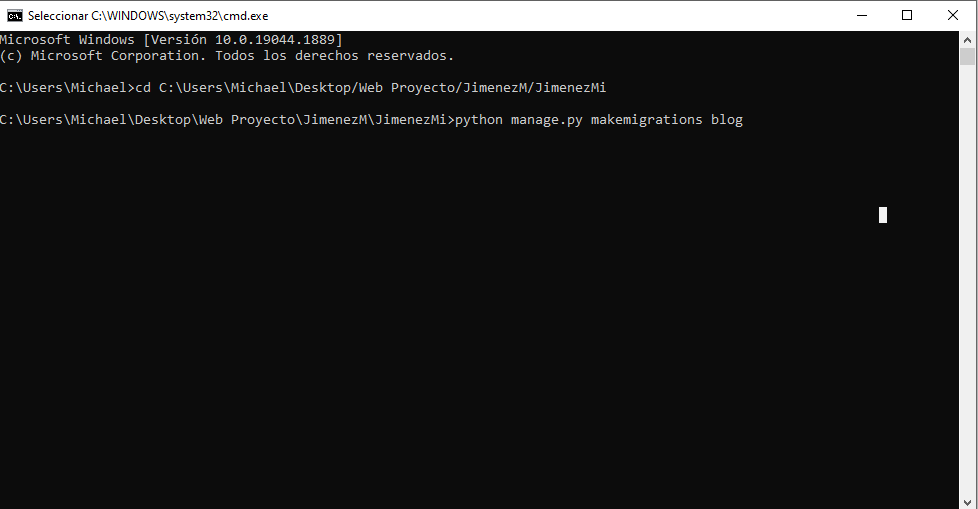 Seleccionar C:\WINDOWS\system32\cmd.exe
Microsoft Windows [Versión 10.0.19044.1889]
(c) Microsoft Corporation. Todos los derechos reservados.
C:\Users\Michael>cd C:\Users\Michael\Desktop/Web Proyecto/JimenezM/JimenezMi
C:\Users\Michael\Desktop\Web Proyecto\JimenezM\JimenezMi>python manage.py makemigrations blog